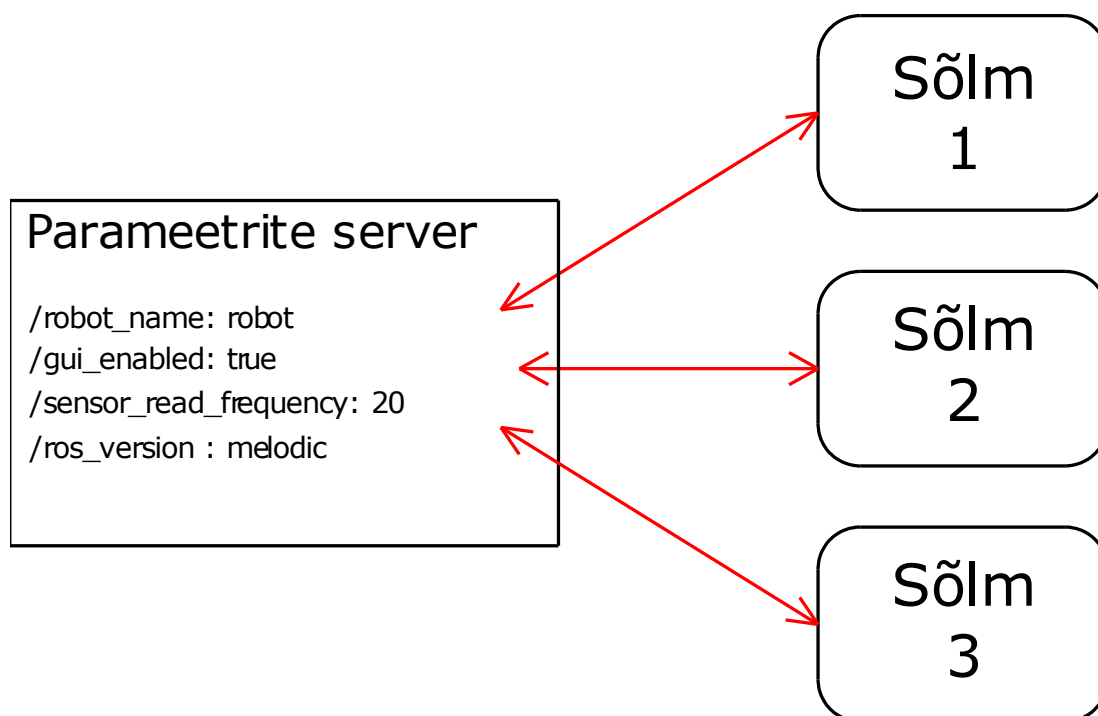 Parameetrite server
/robot_name: robot
/gui_enabled: true
/sensor_read_frequency: 20
/ros_version : melodic
Sõlm
1
Sõlm
2
Sõlm
3